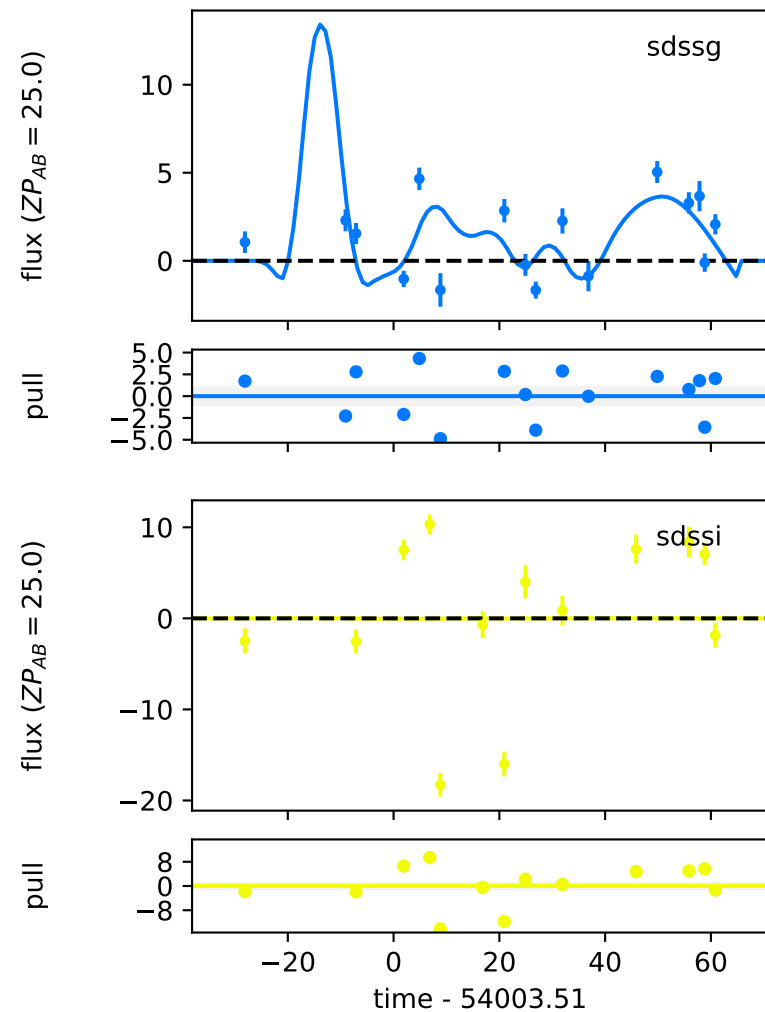 sdssg
flux (ZP_AB = 25.0)
10
5
0
pull
5.0
2.5
0.0
−2.5
−5.0
sdssi
flux (ZP_AB = 25.0)
10
0
−10
−20
pull
8
0
−8
−20 0 20 40 60
time - 54003.51